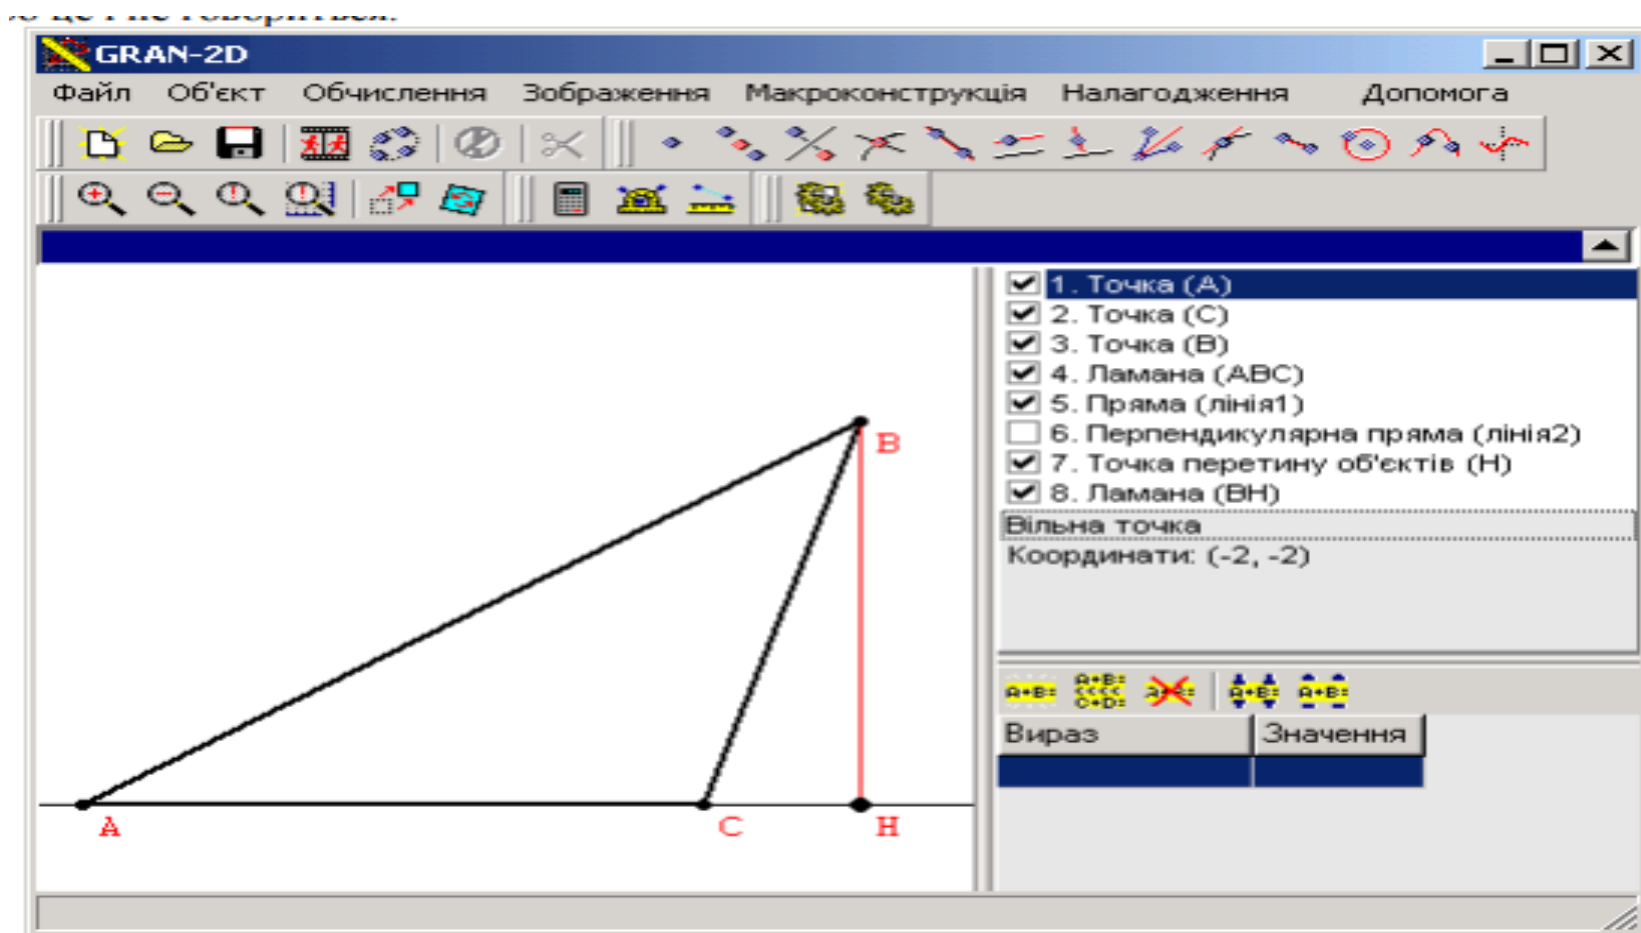 GRAN-2D
Файл Об'єкт Обчислення Зображення Макроконструкція Налагодження Допомога
1. Точка (A)
2. Точка (C)
3. Точка (B)
4. Ламана (ABC)
5. Пряма (лінія1)
6. Перпендикулярна пряма (лінія2)
7. Точка перетину об'єктів (H)
8. Ламана (BH)
Вільна точка
Координати: (-2, -2)
Вираз Значення
B
A C H